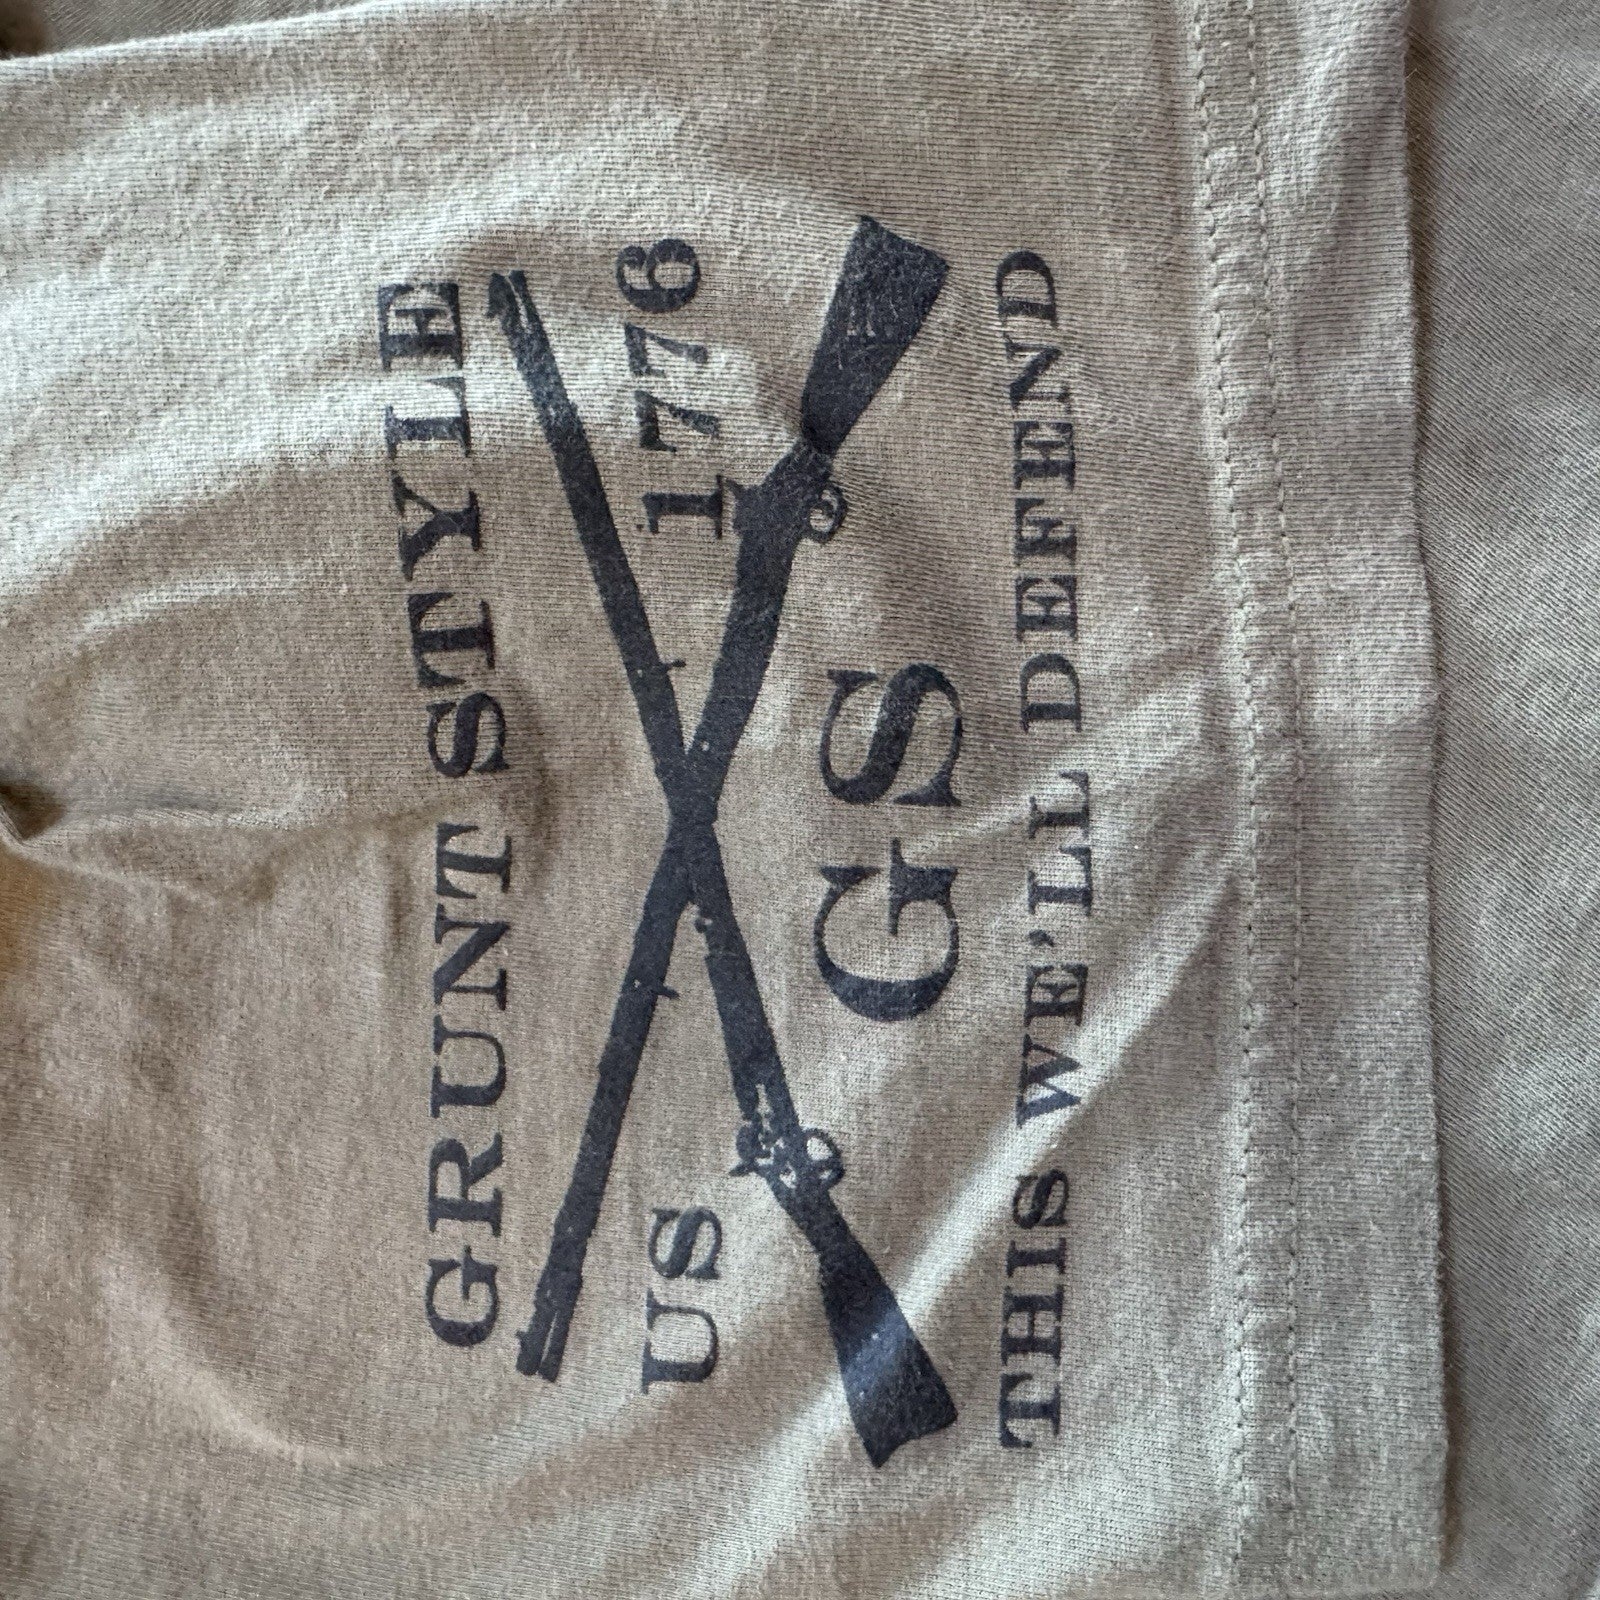 GRUNT STYLE
US 1776
GS
THIS WE'LL DEFEND